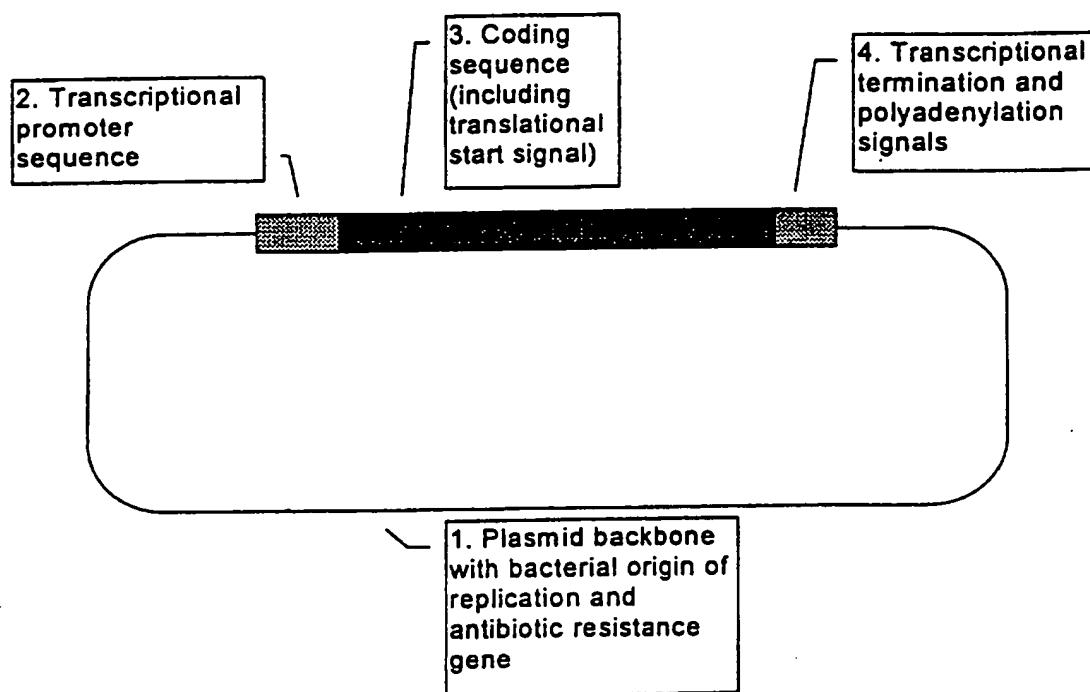 2. Transcriptional
promoter
sequence
3. Coding
sequence
(including
translational
start signal)
4. Transcriptional
termination and
polyadenylation
signals
1. Plasmid backbone
with bacterial origin of
replication and
antibiotic resistance
gene